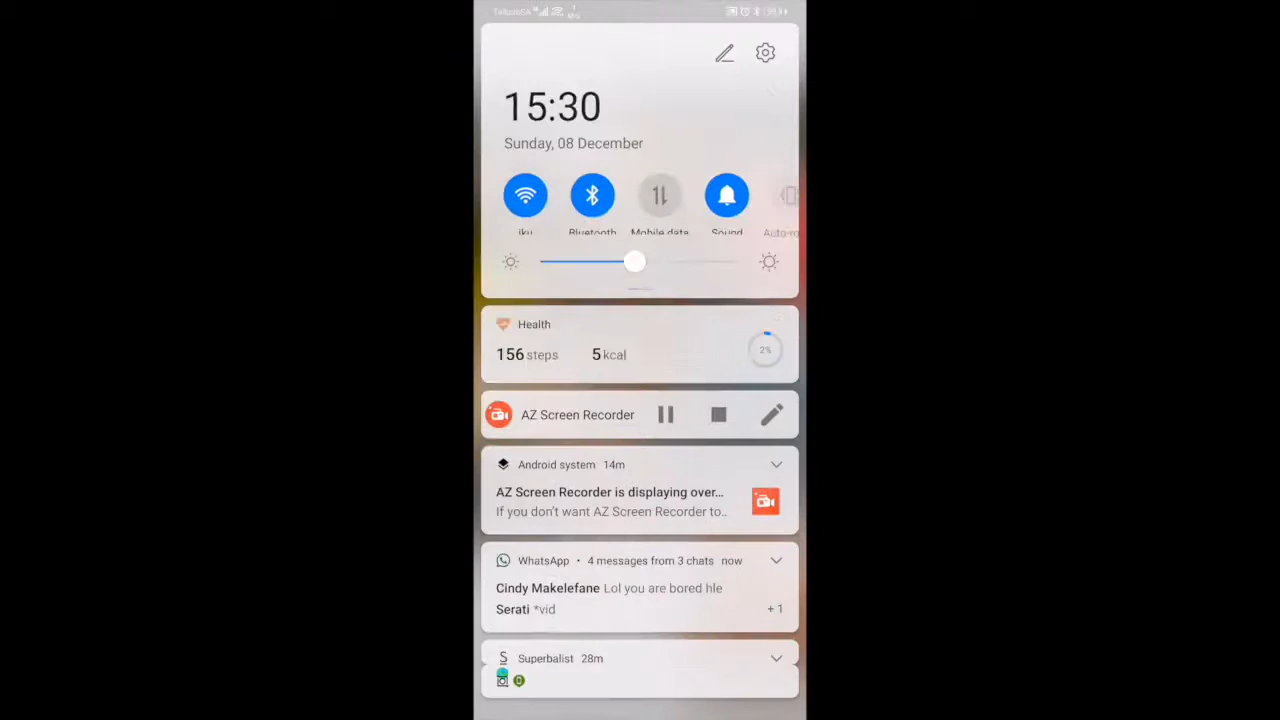 TelkomSA
15:30
Sunday, 08 December
iku
Bluetooth
Mobile data
Sound
Auto-ro
Health
156 steps 5 kcal
2%
AZ Screen Recorder
Android system 14m
AZ Screen Recorder is displaying over...
If you don't want AZ Screen Recorder to..
WhatsApp • 4 messages from 3 chats now
Cindy Makelefane Lol you are bored hle
Serati *vid
+1
Superbalist 28m